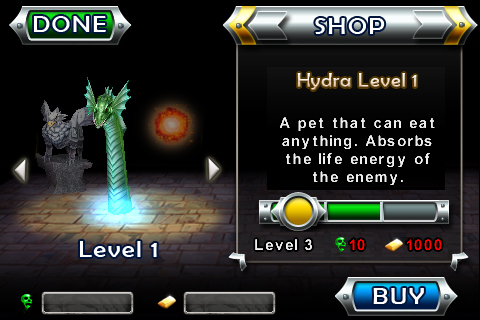 DONE
SHOP
Hydra Level 1
A pet that can eat
anything. Absorbs
the life energy of
the enemy.
Level 3 10 1000
Level 1
BUY